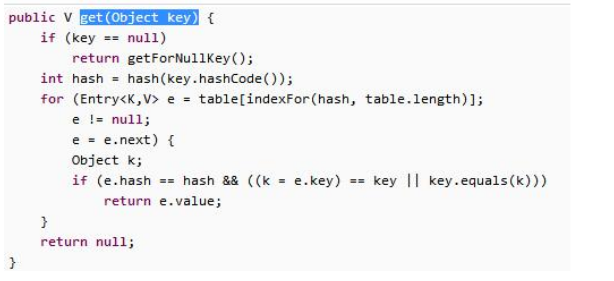 public V get(Object key) {
    if (key == null)
        return getForNullKey();
    int hash = hash(key.hashCode());
    for (Entry<K,V> e = table[indexFor(hash, table.length)];
        e != null;
        e = e.next) {
        Object k;
        if (e.hash == hash && ((k = e.key) == key || key.equals(k)))
            return e.value;
    }
    return null;
}